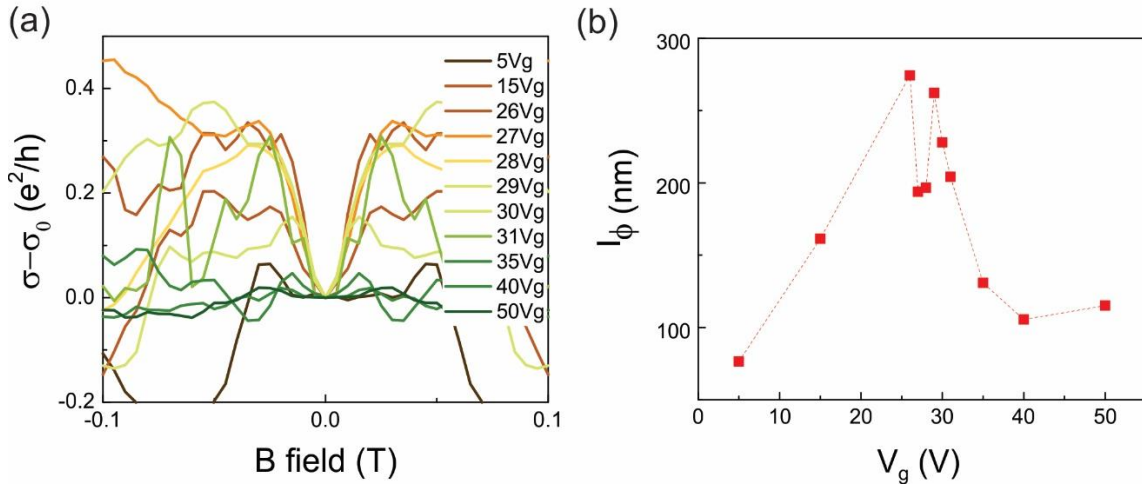 (a)
σ−σ₀ (e²/h)
0.4
0.2
0.0
-0.2
-0.1
0.0
0.1
B field (T)
5Vg
15Vg
26Vg
27Vg
28Vg
29Vg
30Vg
31Vg
35Vg
40Vg
50Vg
(b)
l_ϕ (nm)
300
200
100
0
10
20
30
40
50
V_g (V)